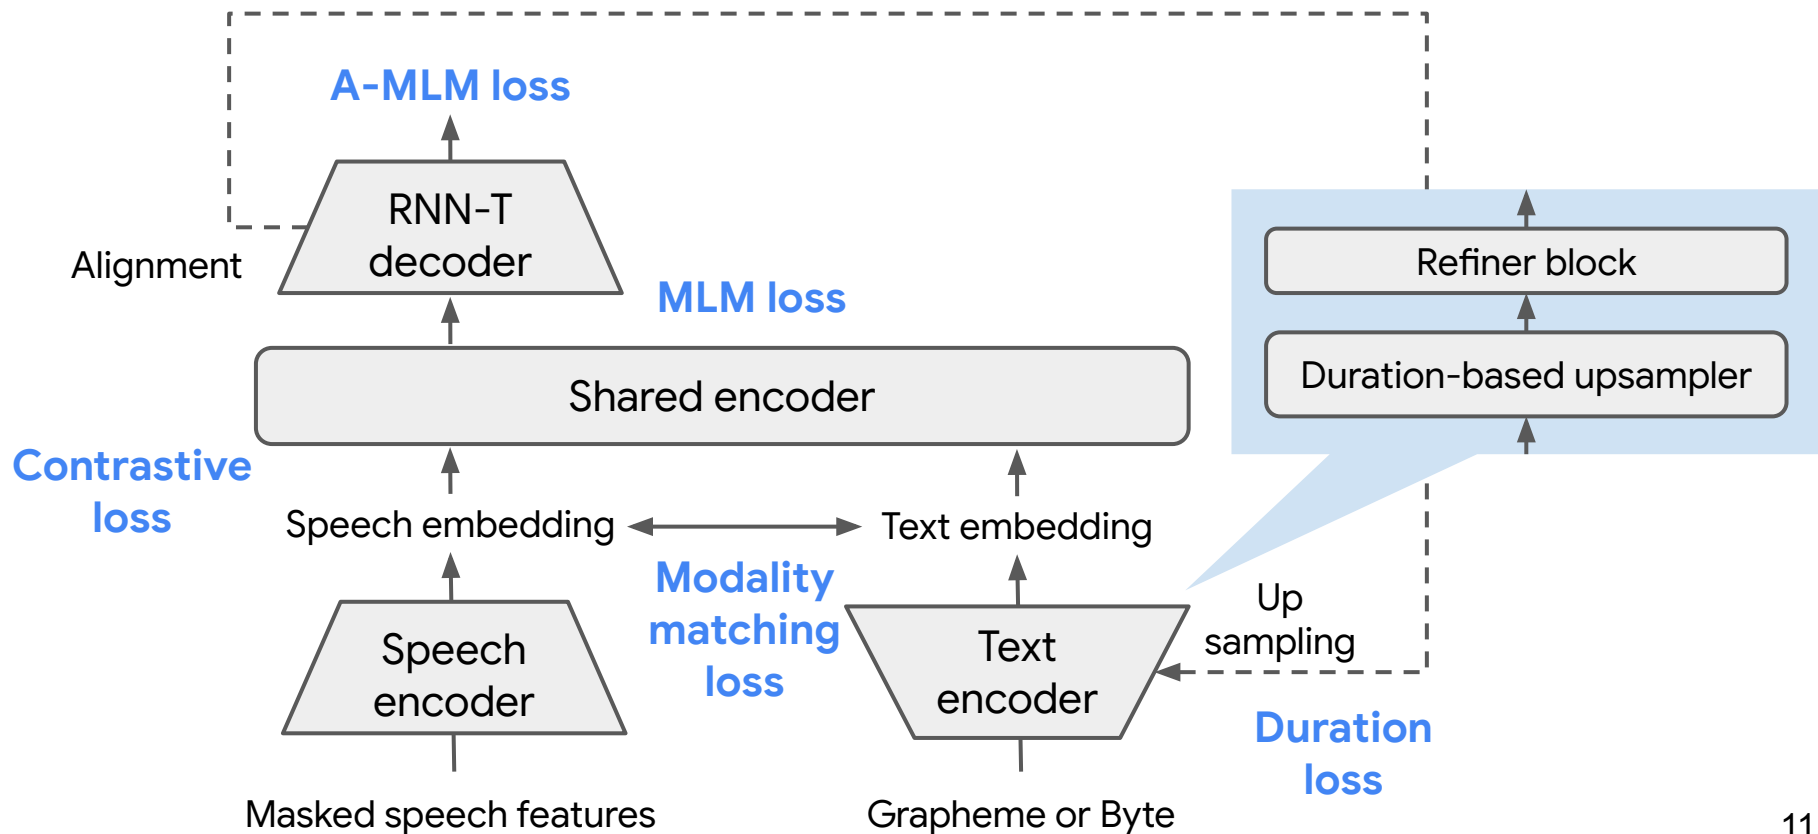 A-MLM loss
RNN-T
decoder
Alignment
MLM loss
Refiner block
Duration-based upsampler
Shared encoder
Contrastive
loss
Speech embedding
Text embedding
Modality
matching
loss
Up
sampling
Speech
encoder
Text
encoder
Duration
loss
Masked speech features
Grapheme or Byte
11